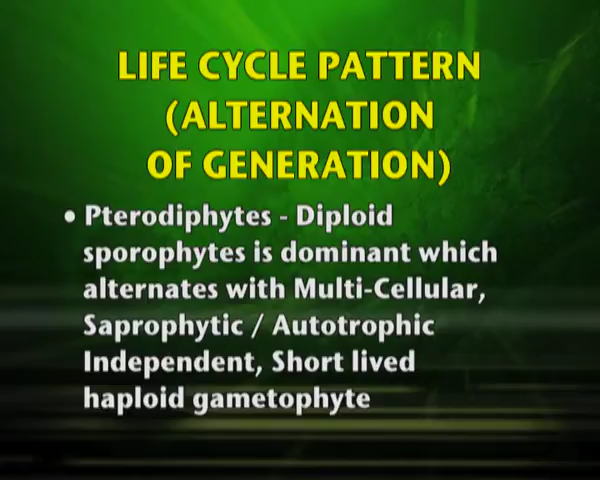 LIFE CYCLE PATTERN
(ALTERNATION
OF GENERATION)
• Pterodiphytes - Diploid
sporophytes is dominant which
alternates with Multi-Cellular,
Saprophytic / Autotrophic
Independent, Short lived
haploid gametophyte